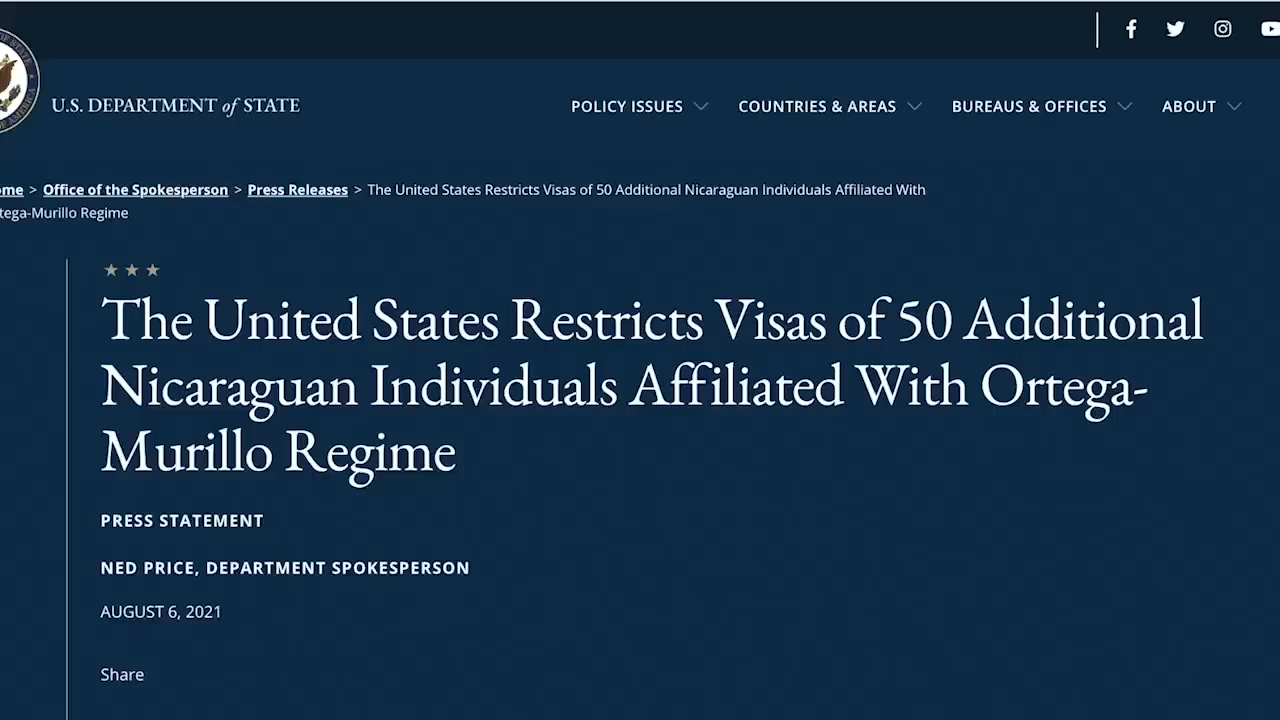 U.S. DEPARTMENT of STATE
POLICY ISSUES COUNTRIES & AREAS BUREAUS & OFFICES ABOUT
ome > Office of the Spokesperson > Press Releases > The United States Restricts Visas of 50 Additional Nicaraguan Individuals Affiliated With
tega-Murillo Regime
The United States Restricts Visas of 50 Additional
Nicaraguan Individuals Affiliated With Ortega-
Murillo Regime
PRESS STATEMENT
NED PRICE, DEPARTMENT SPOKESPERSON
AUGUST 6, 2021
Share